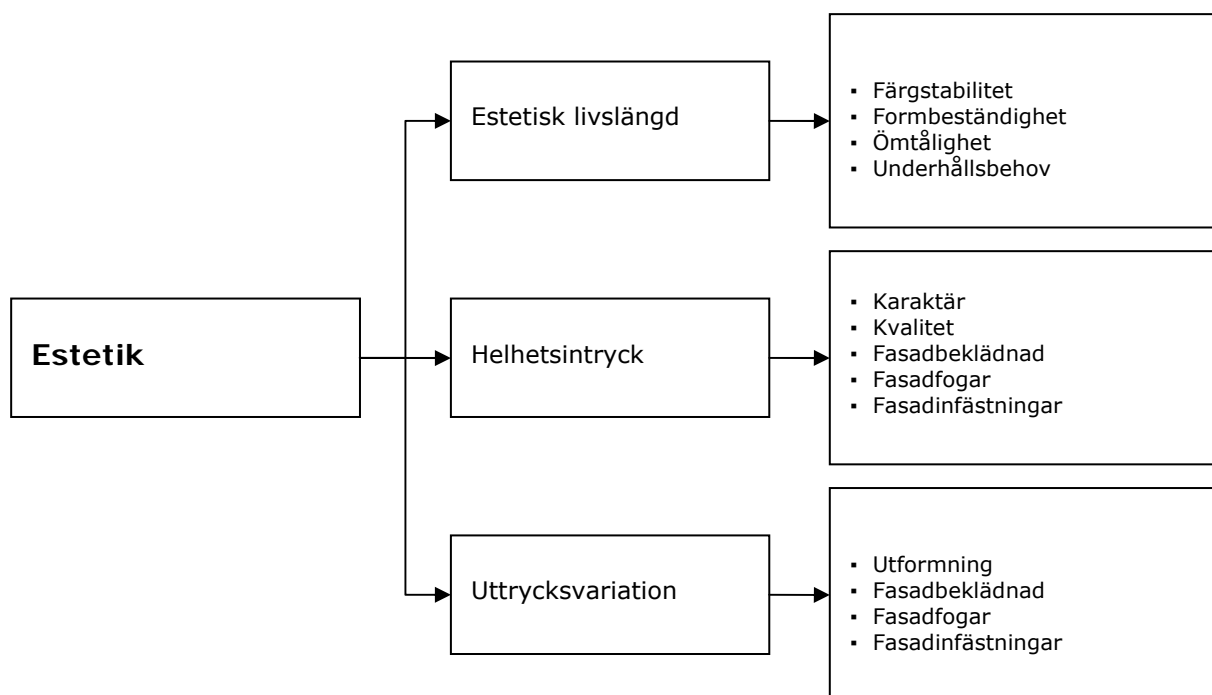 Estetik
Estetisk livslängd
▪ Färgstabilitet
▪ Formbeständighet
▪ Ömtålighet
▪ Underhållsbehov
Helhetsintryck
▪ Karaktär
▪ Kvalitet
▪ Fasadbeklädnad
▪ Fasadfogar
▪ Fasadinfästningar
Uttrycksvariation
▪ Utformning
▪ Fasadbeklädnad
▪ Fasadfogar
▪ Fasadinfästningar